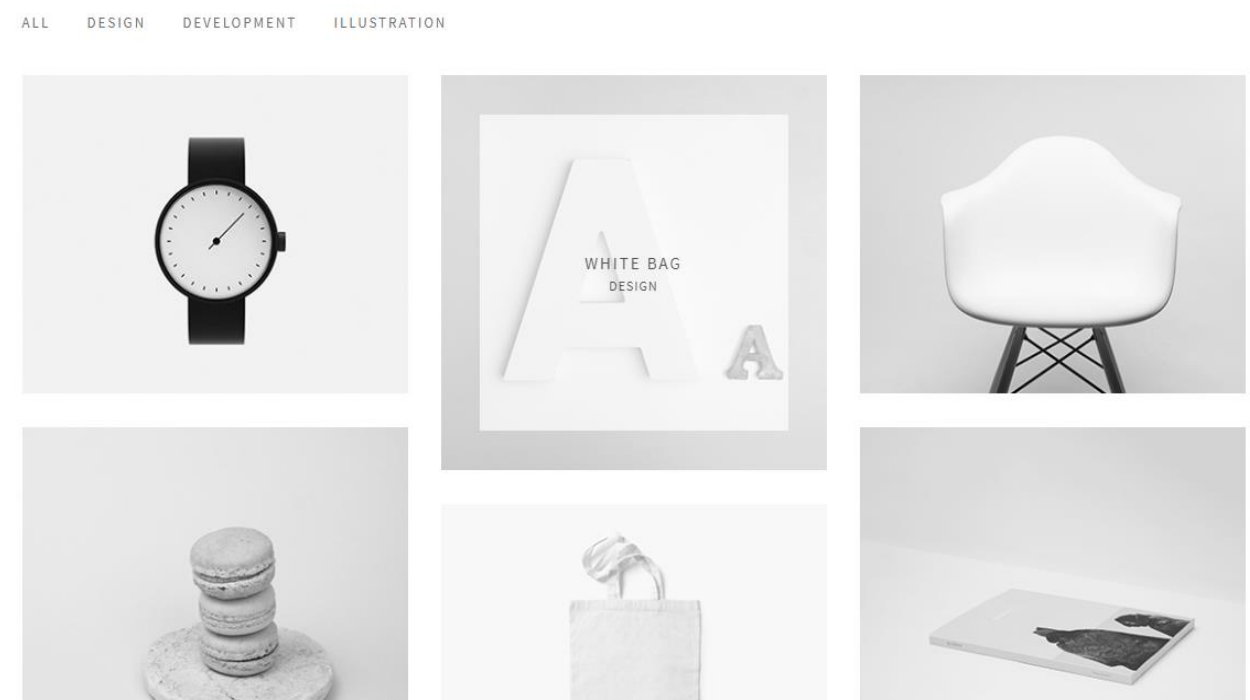 ALL DESIGN DEVELOPMENT ILLUSTRATION
A
WHITE BAG
DESIGN
A